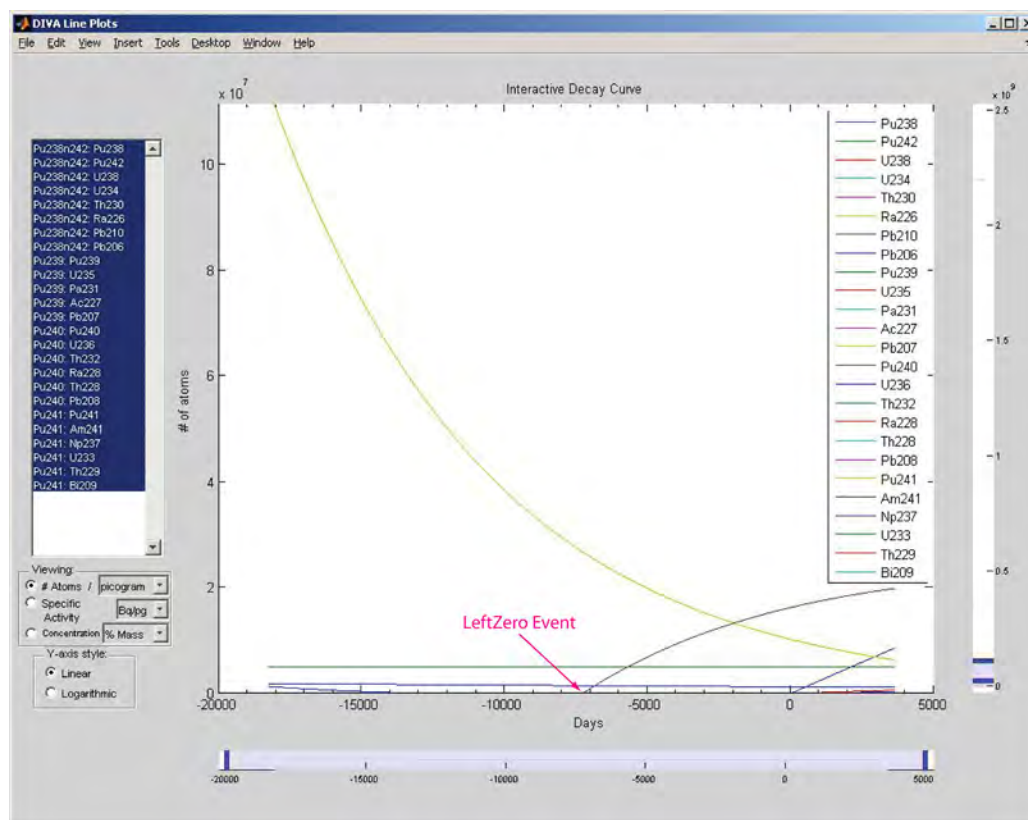 DIVA Line Plots
File Edit View Insert Tools Desktop Window Help
Interactive Decay Curve
x 10^7
10
8
6
4
2
0
# of atoms
-20000 -15000 -10000 -5000 0 5000
Days
LeftZero Event
Pu238
Pu242
U238
U234
Th230
Ra226
Pb210
Pb206
Pu239
U235
Pa231
Ac227
Pb207
Pu240
U236
Th232
Ra228
Th228
Pb208
Pu241
Am241
Np237
U233
Th229
Bi209
x 10^9
2.5
2
1.5
1
0.5
0
Pu238n242: Pu238
Pu238n242: Pu242
Pu238n242: U238
Pu238n242: U234
Pu238n242: Th230
Pu238n242: Ra226
Pu238n242: Pb210
Pu238n242: Pb206
Pu239: Pu239
Pu239: U235
Pu239: Pa231
Pu239: Ac227
Pu239: Pb207
Pu240: Pu240
Pu240: U236
Pu240: Th232
Pu240: Ra228
Pu240: Th228
Pu240: Pb208
Pu241: Pu241
Pu241: Am241
Pu241: Np237
Pu241: U233
Pu241: Th229
Pu241: Bi209
Viewing:
# Atoms / picogram
Specific Activity Bq/pg
Concentration % Mass
Y-axis style:
Linear
Logarithmic
-20000 -15000 -10000 -5000 0 5000